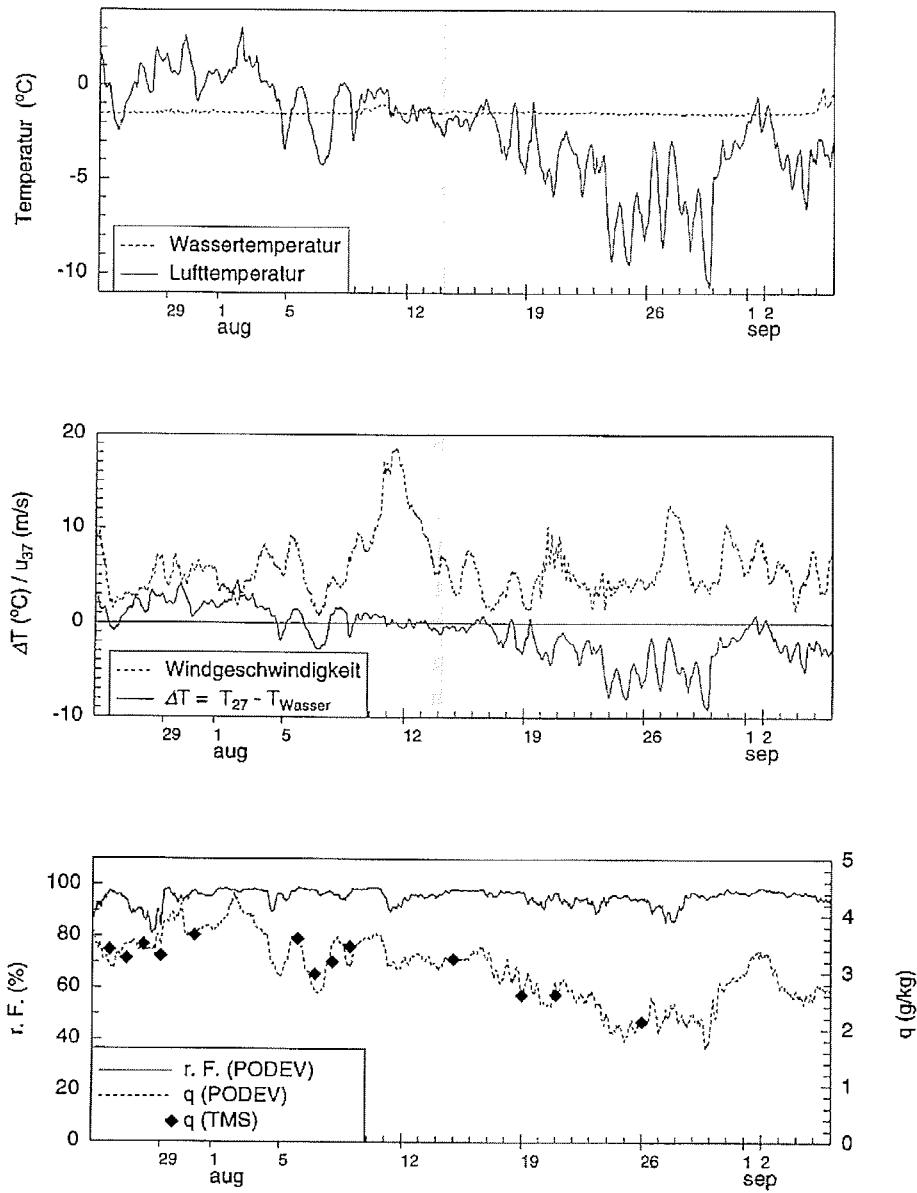 Temperatur (°C)
0
-5
-10
Wassertemperatur
Lufttemperatur
29 1 5 12 19 26 1 2
aug sep
ΔT (°C) / u37 (m/s)
20
10
0
-10
Windgeschwindigkeit
ΔT = T27 - TWasser
29 1 5 12 19 26 1 2
aug sep
r. F. (%)
100
80
60
40
20
0
r. F. (PODEV)
q (PODEV)
q (TMS)
5
4
3
2
1
0
q (g/kg)
29 1 5 12 19 26 1 2
aug sep